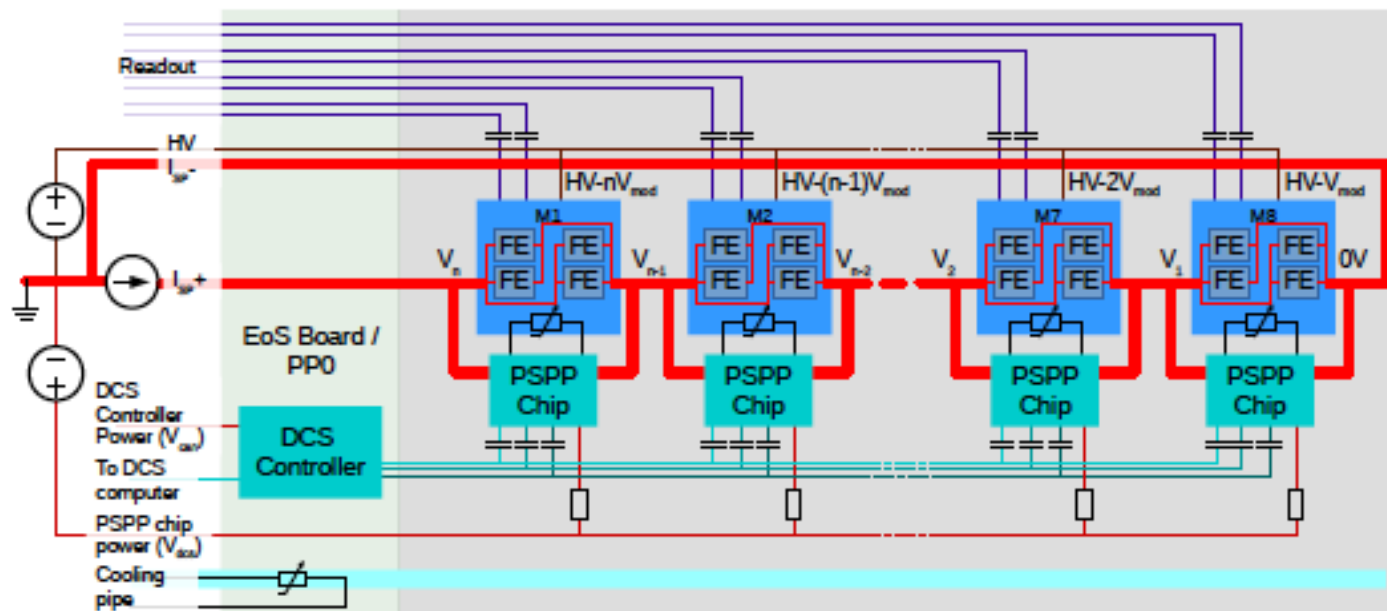 Readout
HV
I_SP-
HV-nV_mod
HV-(n-1)V_mod
HV-2V_mod
HV-V_mod
M1
M2
M7
M8
FE FE
FE FE
FE FE
FE FE
FE FE
FE FE
FE FE
FE FE
V_n
V_n-1
V_n-2
V_2
V_1
0V
I_SP+
EoS Board /
PP0
PSPP
Chip
PSPP
Chip
PSPP
Chip
PSPP
Chip
DCS
Controller
DCS
Controller
Power (V_can)
To DCS
computer
PSPP chip
power (V_dcs)
Cooling
pipe